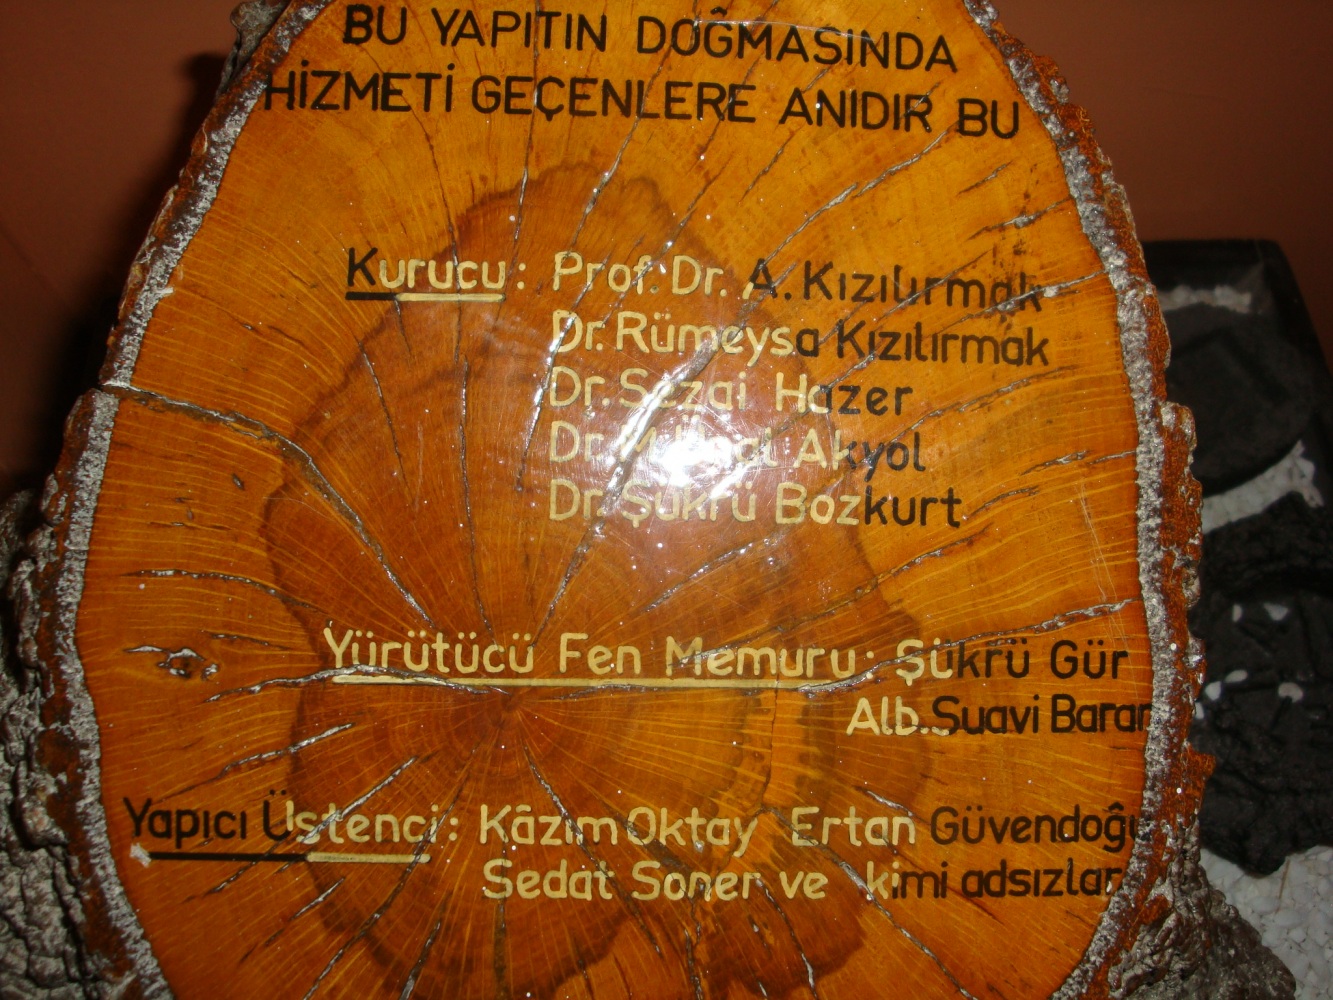 BU YAPITIN DOĞMASINDA
HİZMETİ GEÇENLERE ANIDIR BU
Kurucu: Prof. Dr. A. Kızılırmak
Dr. Rümeysa Kızılırmak
Dr. Sezai Hazer
Dr. Akyol
Dr. Şükrü Bozkurt
Yürütücü Fen Memuru: Şükrü Gür
Alb. Suavi Baran
Yapıcı Üstenci: Kâzım Oktay Ertan
Sedat Soner ve kimi adsızlar